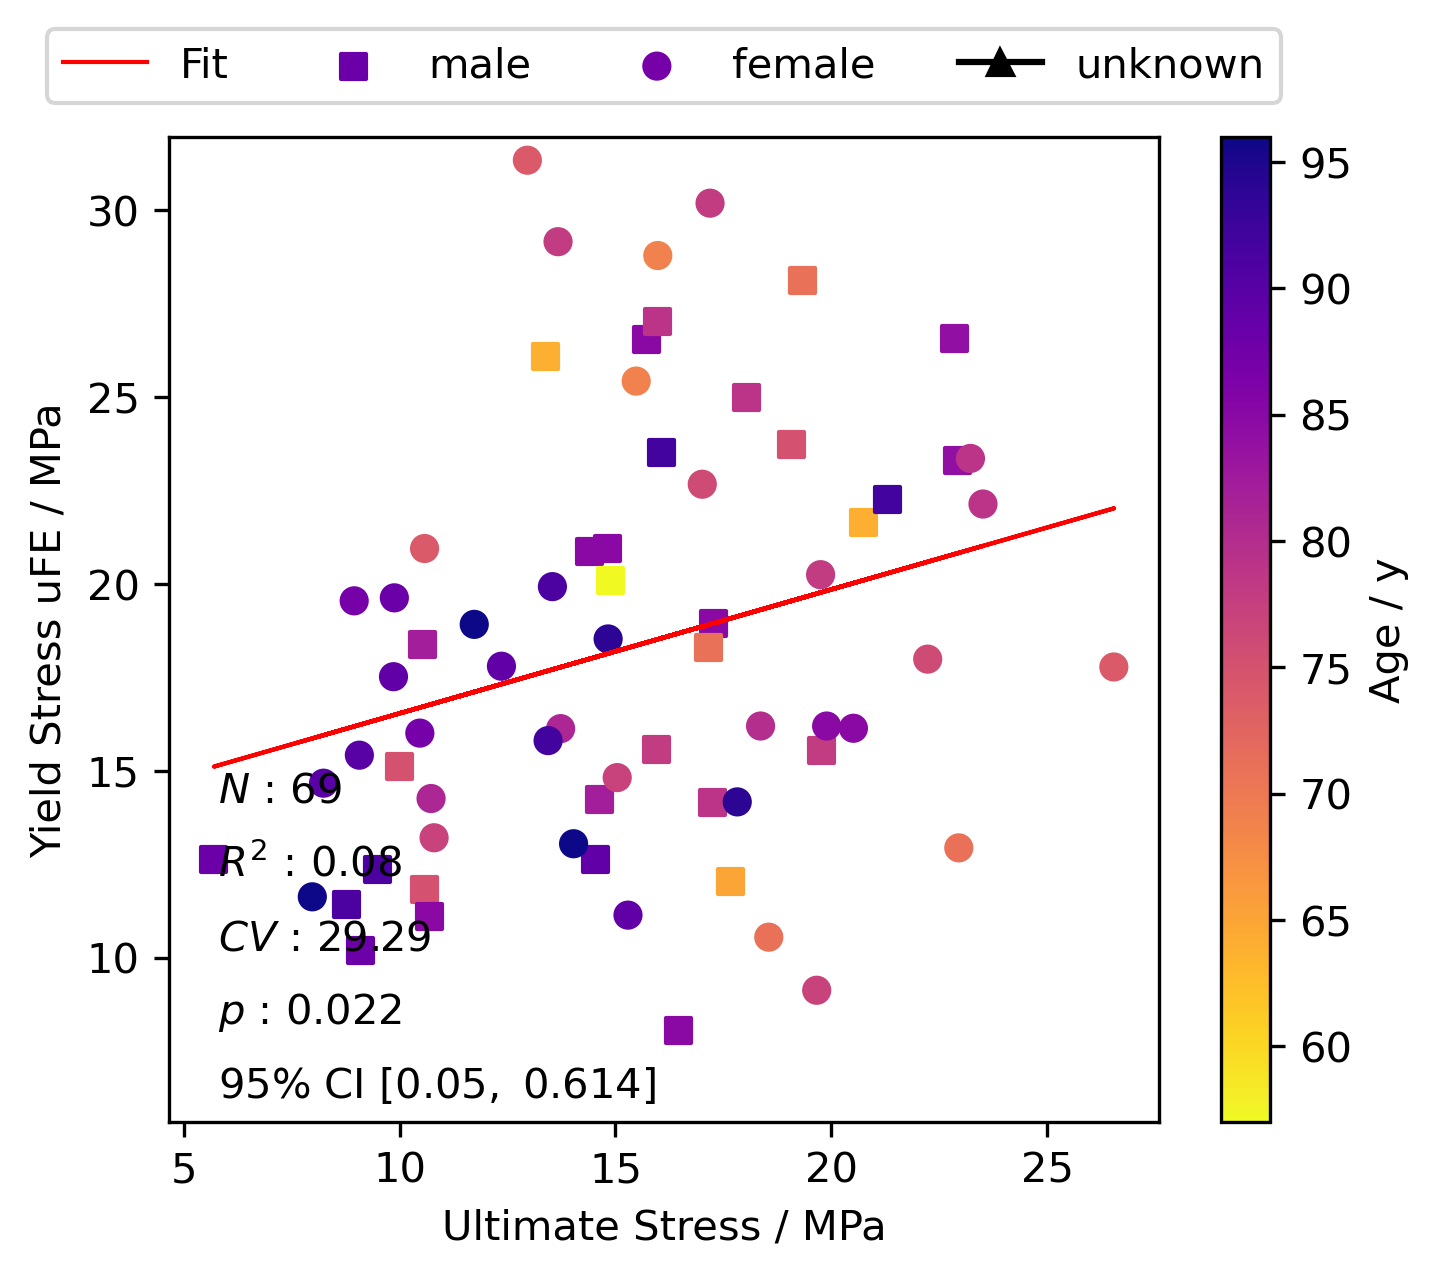 Fit male female unknown
30
25
20
15
10
Yield Stress uFE / MPa
N : 69
R² : 0.08
CV : 29.29
p : 0.022
95% CI [0.05, 0.614]
5 10 15 20 25
Ultimate Stress / MPa
95
90
85
80
75
70
65
60
Age / y